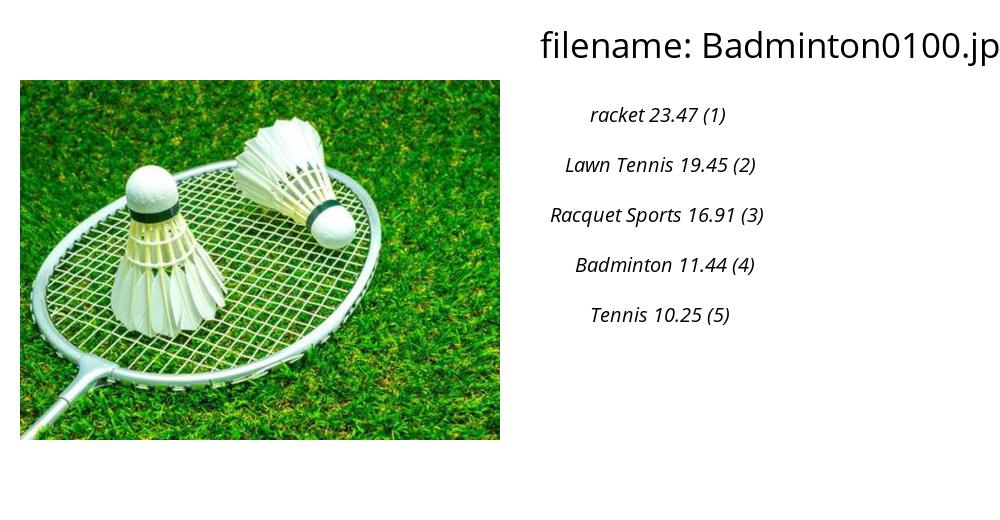 filename: Badminton0100.jp
racket 23.47 (1)
Lawn Tennis 19.45 (2)
Racquet Sports 16.91 (3)
Badminton 11.44 (4)
Tennis 10.25 (5)